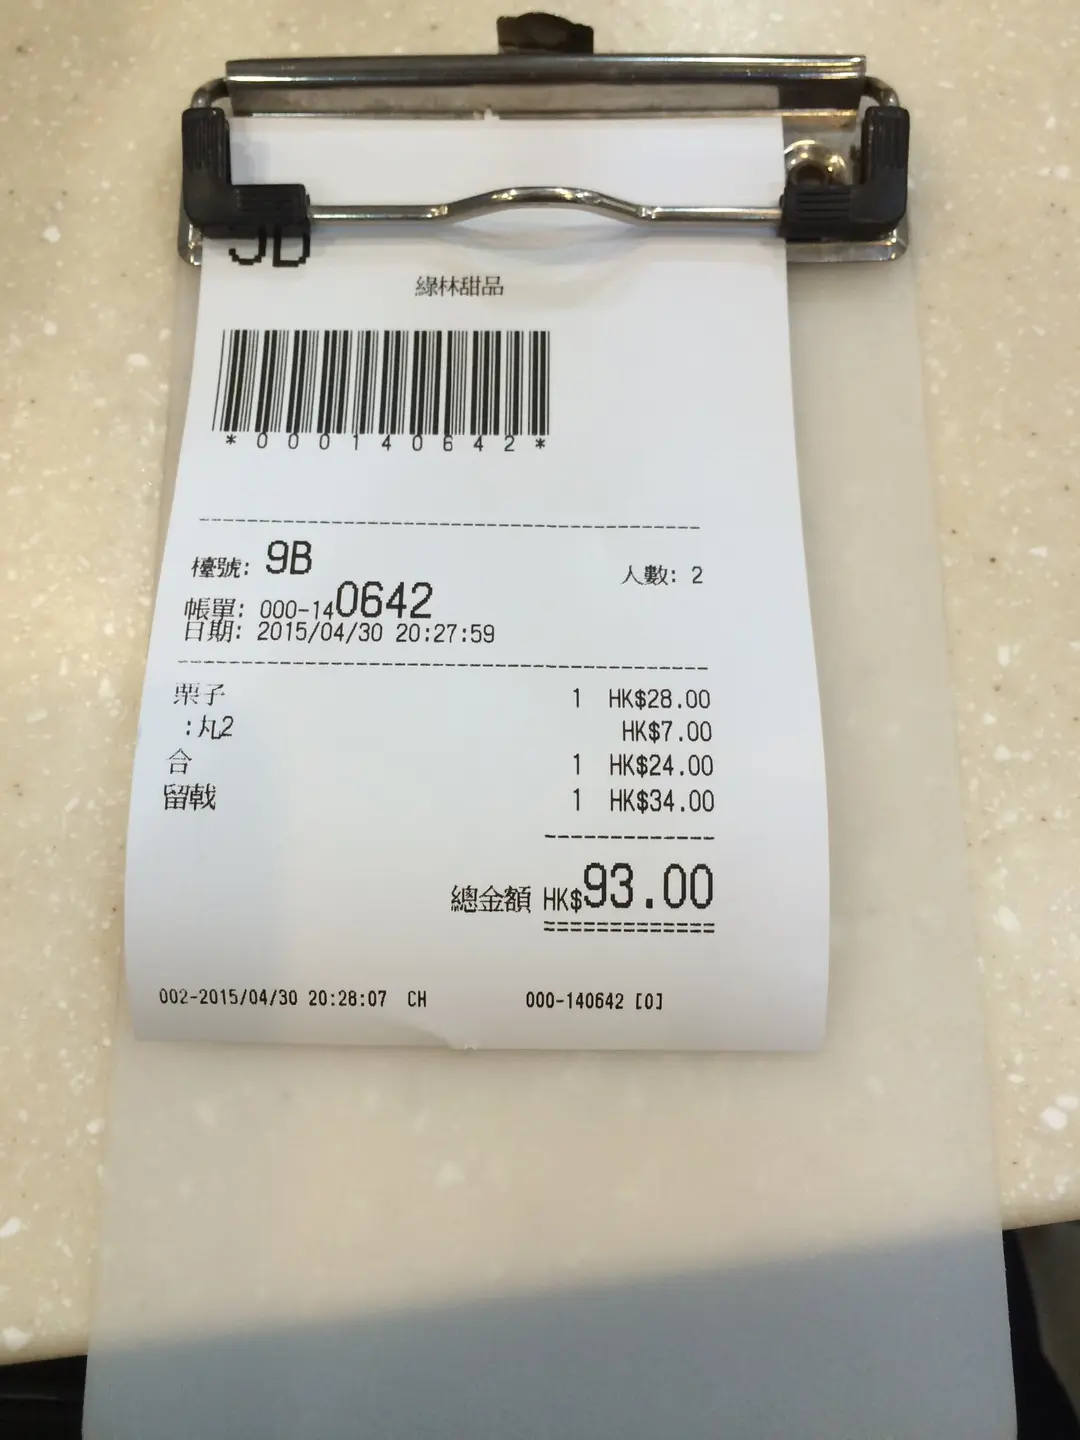 9B
綠林甜品
*000140642*
檯號: 9B 人數: 2
帳單: 000-140642
日期: 2015/04/30 20:27:59
栗子 1 HK$28.00
:丸2 HK$7.00
合 1 HK$24.00
留戟 1 HK$34.00
總金額 HK$93.00
002-2015/04/30 20:28:07 CH 000-140642 [0]